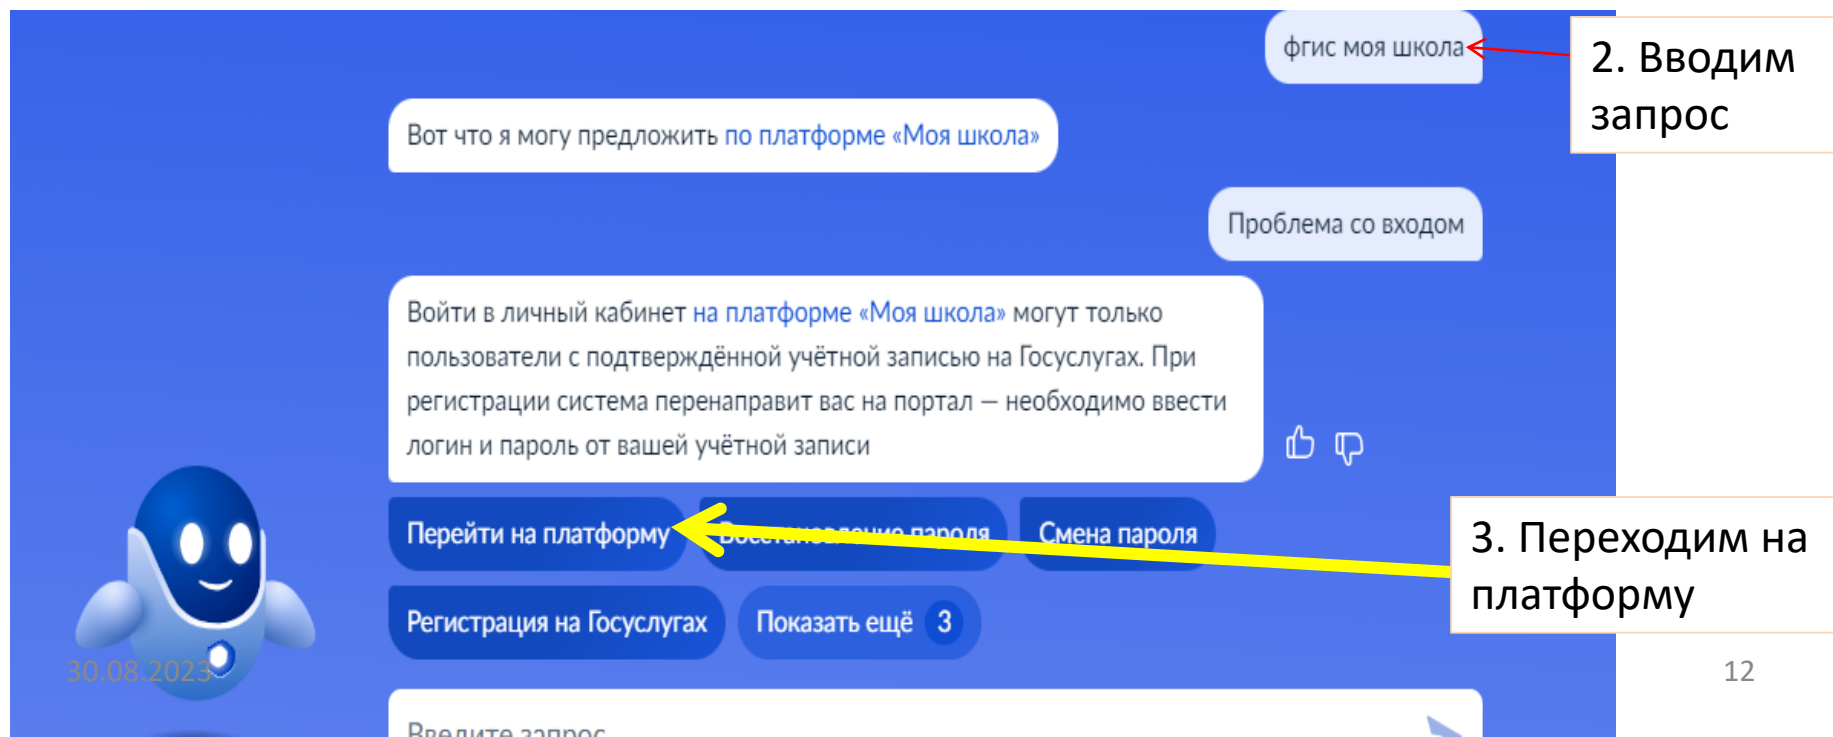 фгис моя школа
2. Вводим
запрос
Вот что я могу предложить по платформе «Моя школа»
Проблема со входом
Войти в личный кабинет на платформе «Моя школа» могут только
пользователи с подтверждённой учётной записью на Госуслугах. При
регистрации система перенаправит вас на портал — необходимо ввести
логин и пароль от вашей учётной записи
Перейти на платформу
Восстановление пароля
Смена пароля
3. Переходим на
платформу
Регистрация на Госуслугах
Показать ещё 3
30.08.2023
12
Введите запрос